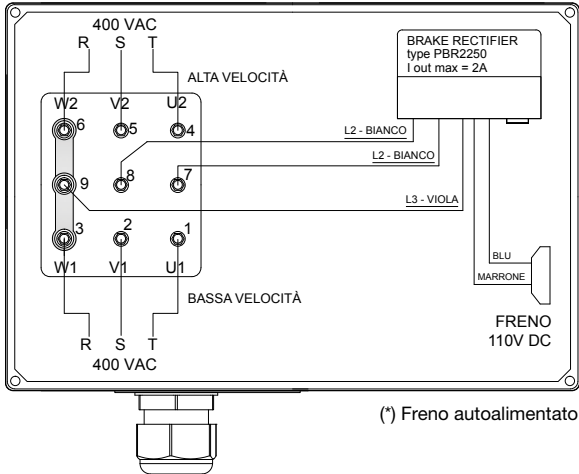 400 VAC
R S T
ALTA VELOCITÀ
BRAKE RECTIFIER
type PBR2250
I out max = 2A
W2 V2 U2
6 5 4
L2 - BIANCO
L2 - BIANCO
9 8 7
L3 - VIOLA
3 2 1
W1 V1 U1
BLU
MARRONE
BASSA VELOCITÀ
FRENO
110V DC
R S T
400 VAC
(*) Freno autoalimentato